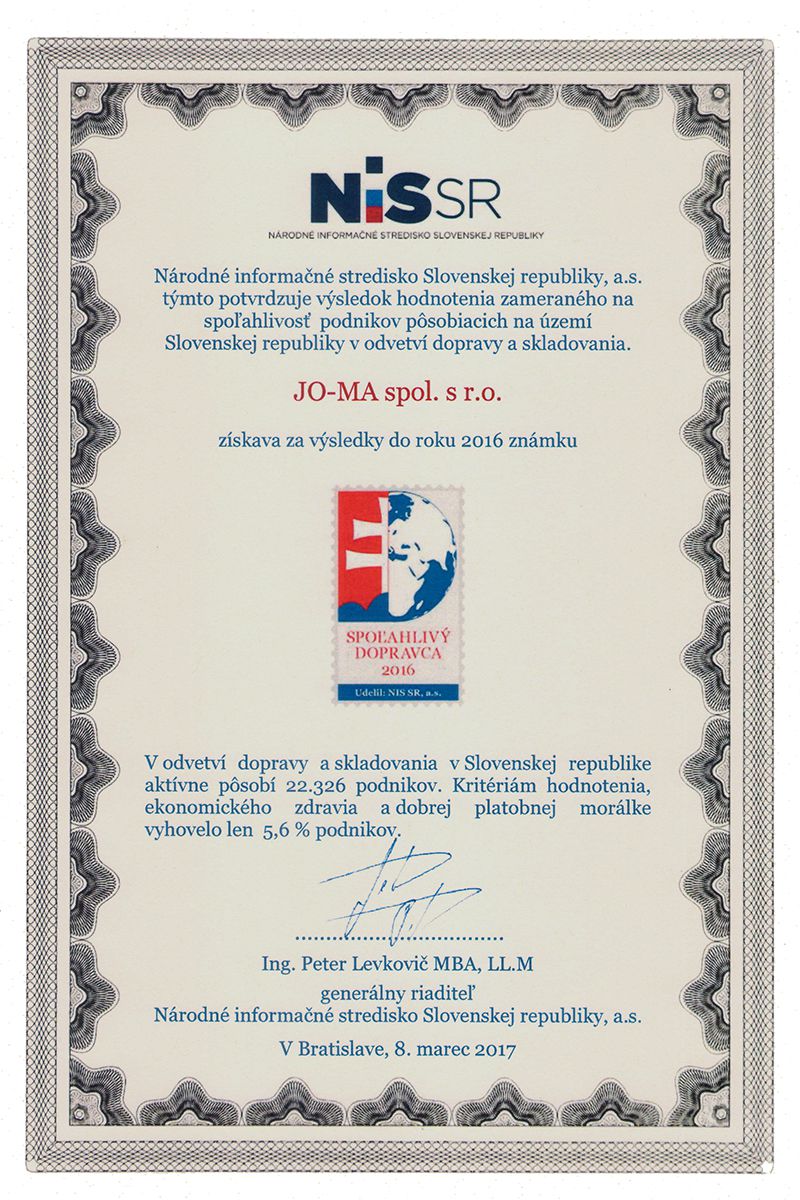 NiS SR
NÁRODNÉ INFORMAČNÉ STREDISKO SLOVENSKEJ REPUBLIKY
Národné informačné stredisko Slovenskej republiky, a.s.
týmto potvrdzuje výsledok hodnotenia zameraného na
spoľahlivosť podnikov pôsobiacich na území
Slovenskej republiky v odvetví dopravy a skladovania.
JO-MA spol. s r.o.
získava za výsledky do roku 2016 známku
SPOĽAHLIVÝ
DOPRAVCA
2016
Udelil: NIS SR, a.s.
V odvetví dopravy a skladovania v Slovenskej republike
aktívne pôsobí 22.326 podnikov. Kritériám hodnotenia,
ekonomického zdravia a dobrej platobnej morálke
vyhovelo len 5,6 % podnikov.
Ing. Peter Levkovič MBA, LL.M
generálny riaditeľ
Národné informačné stredisko Slovenskej republiky, a.s.
V Bratislave, 8. marec 2017